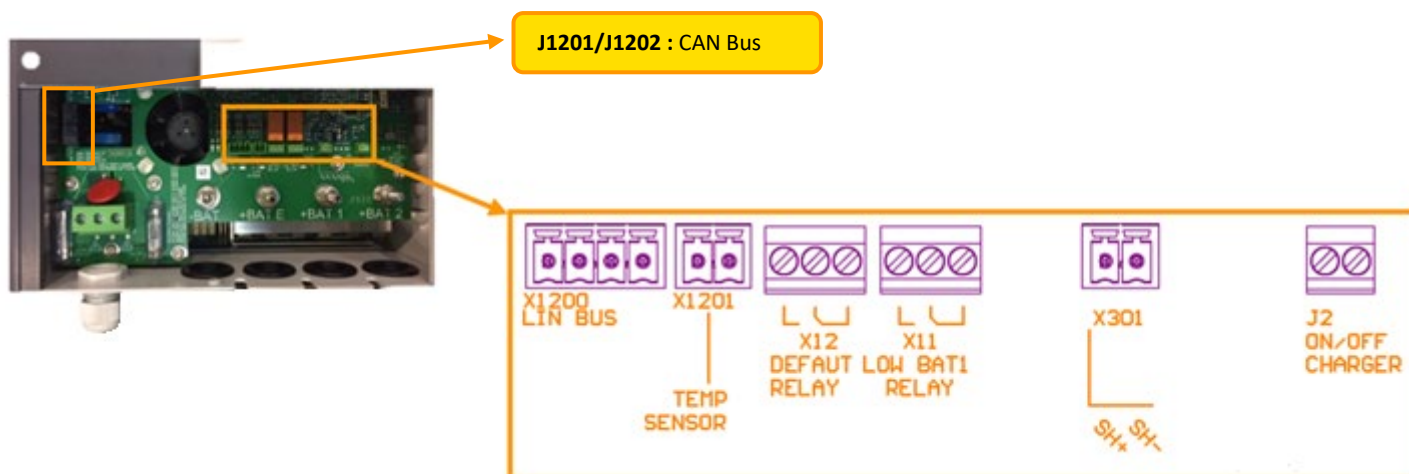 J1201/J1202 : CAN Bus
-BAT
+BAT E
+BAT 1
+BAT 2
X1200
LIN BUS
X1201
TEMP
SENSOR
X12
DEFAUT
RELAY
X11
LOW BAT1
RELAY
X301
SH+
SH-
J2
ON/OFF
CHARGER